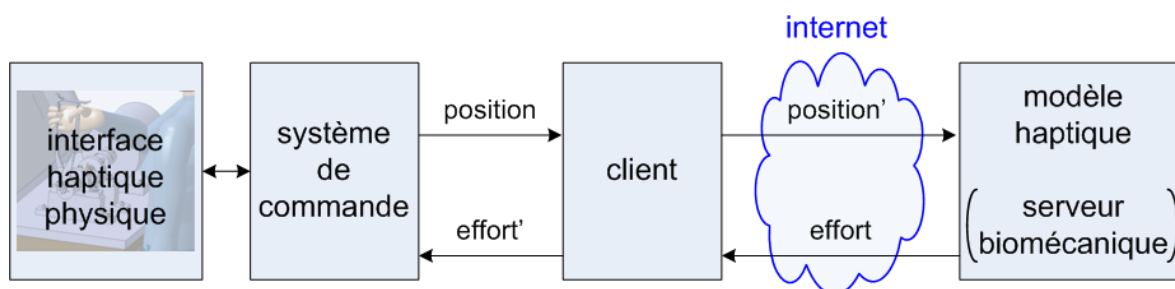 internet
interface
haptique
physique
système
de
commande
position
effort’
client
position’
effort
modèle
haptique
(serveur
biomécanique)